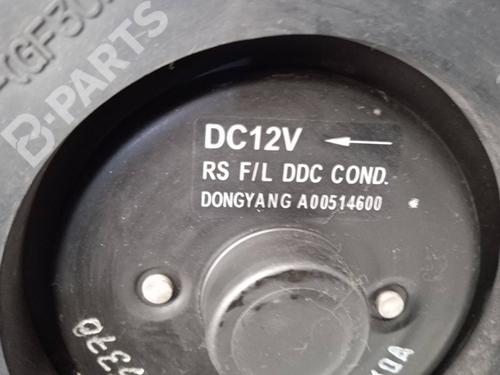 DC12V
RS F/L DDC COND.
DONGYANG A00514600
B-PARTS